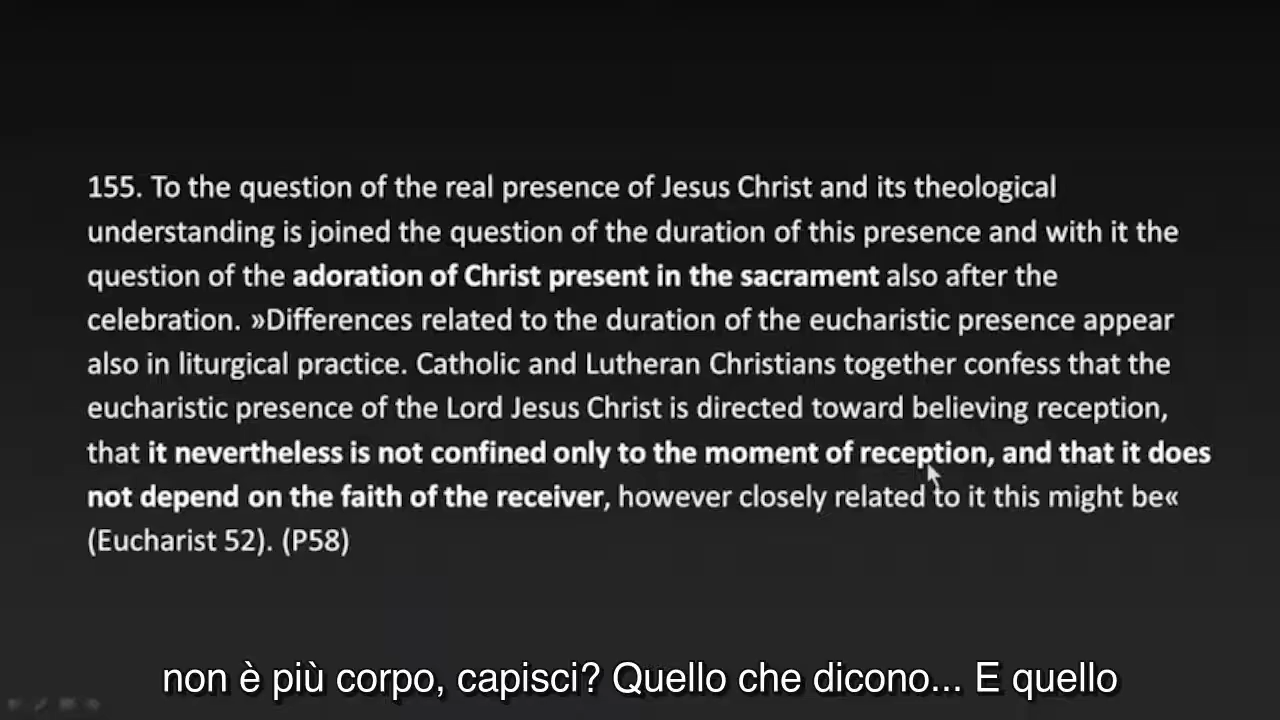 155. To the question of the real presence of Jesus Christ and its theological
understanding is joined the question of the duration of this presence and with it the
question of the adoration of Christ present in the sacrament also after the
celebration. »Differences related to the duration of the eucharistic presence appear
also in liturgical practice. Catholic and Lutheran Christians together confess that the
eucharistic presence of the Lord Jesus Christ is directed toward believing reception,
that it nevertheless is not confined only to the moment of reception, and that it does
not depend on the faith of the receiver, however closely related to it this might be«
(Eucharist 52). (P58)
non è più corpo, capisci? Quello che dicono... E quello